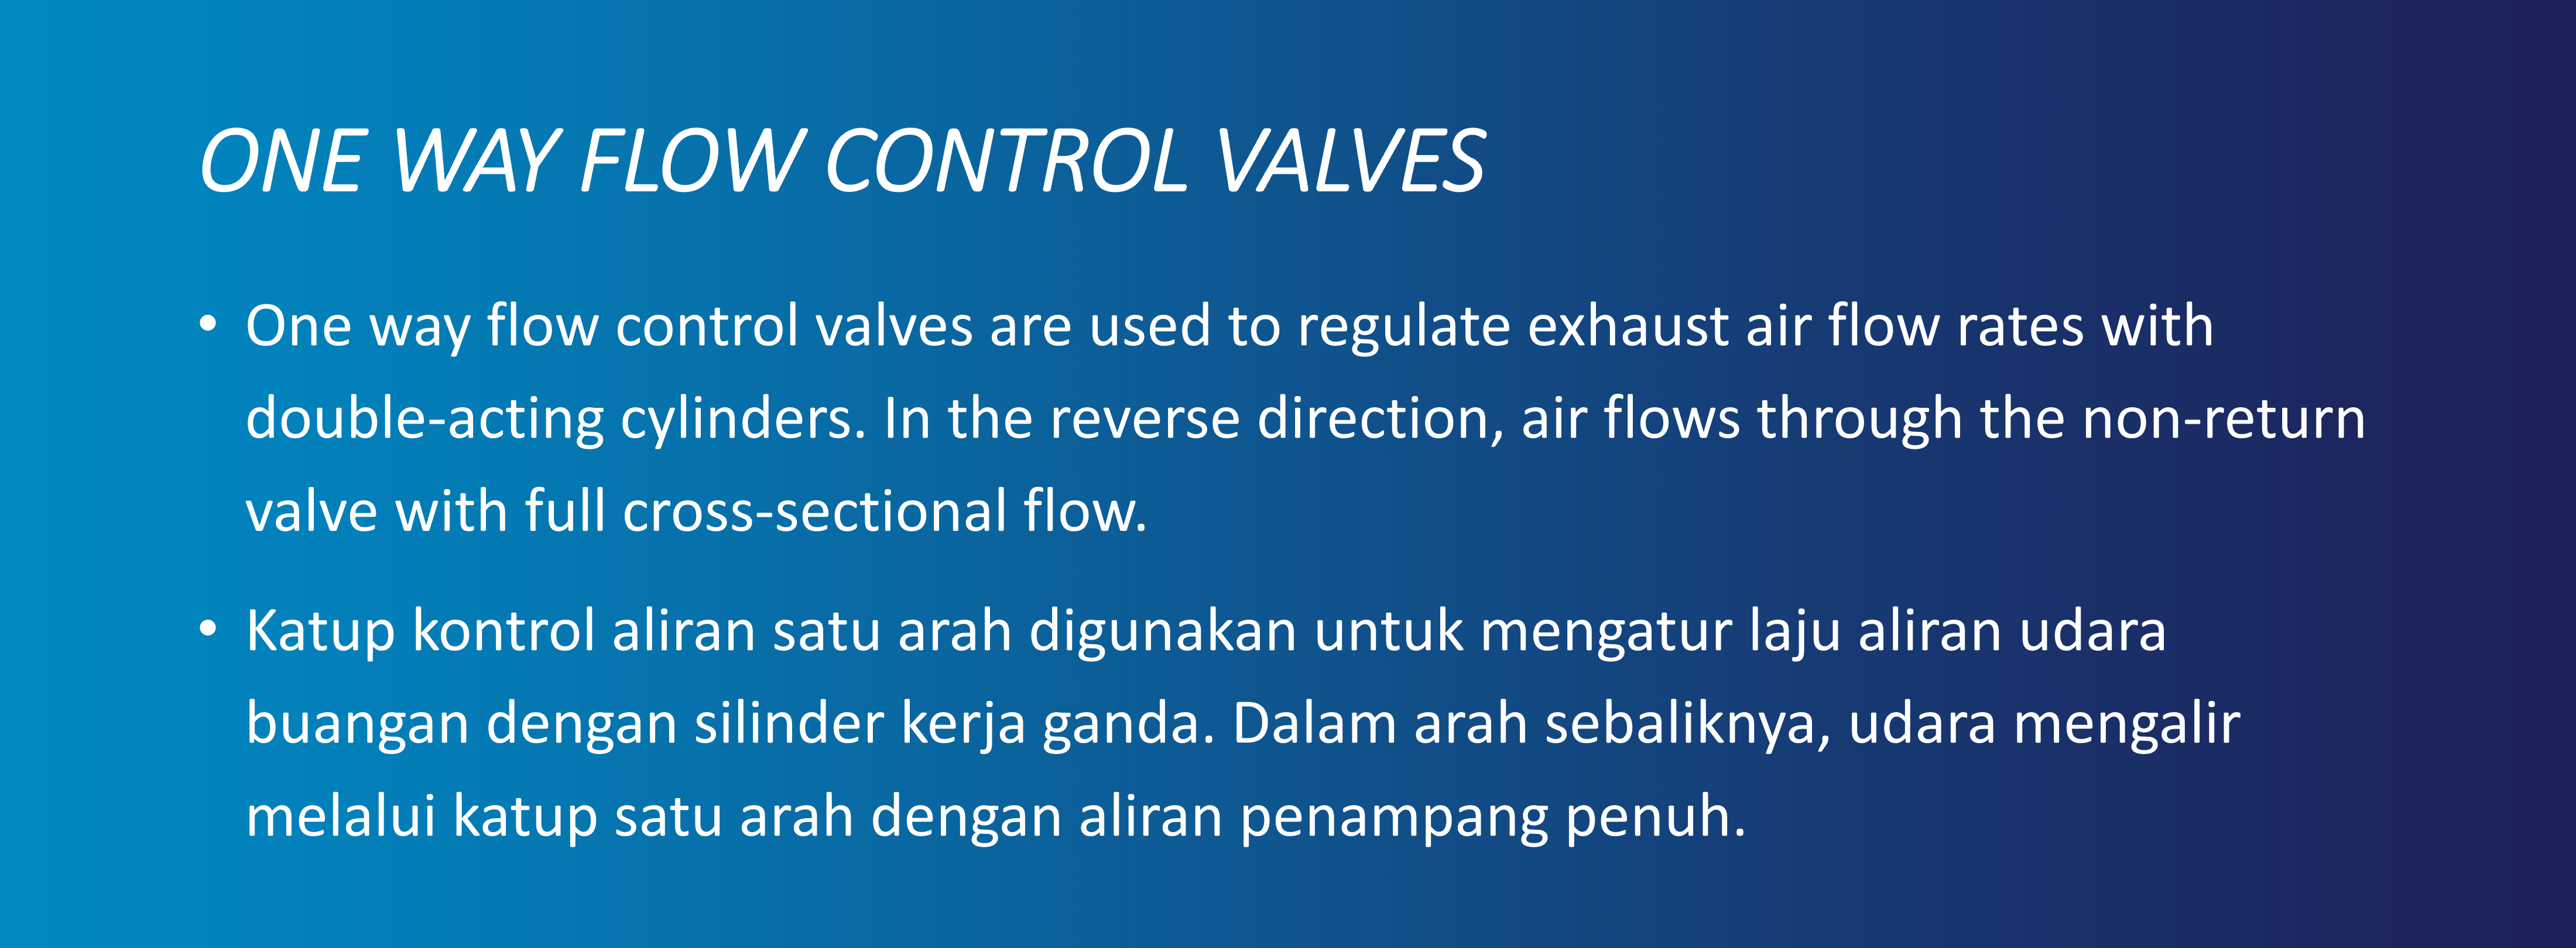 ONE WAY FLOW CONTROL VALVES
• One way flow control valves are used to regulate exhaust air flow rates with
double-acting cylinders. In the reverse direction, air flows through the non-return
valve with full cross-sectional flow.
• Katup kontrol aliran satu arah digunakan untuk mengatur laju aliran udara
buangan dengan silinder kerja ganda. Dalam arah sebaliknya, udara mengalir
melalui katup satu arah dengan aliran penampang penuh.